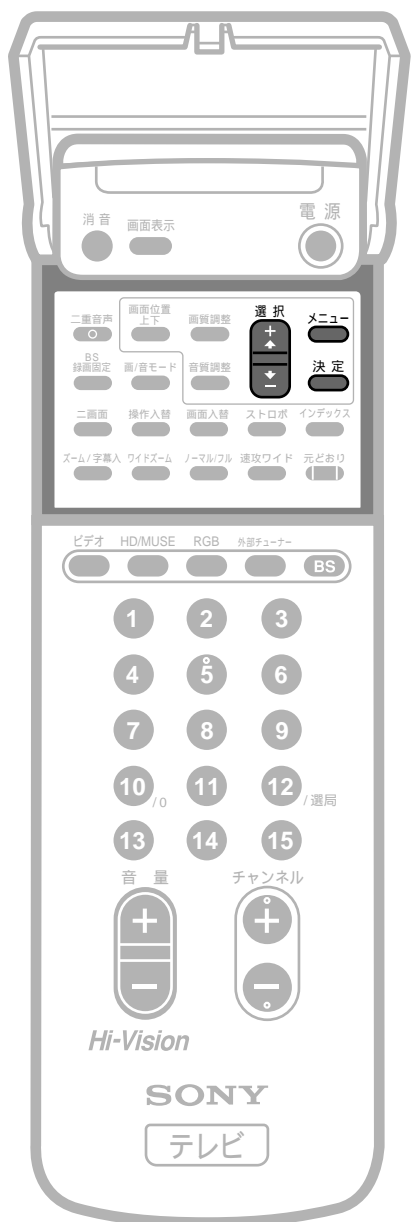 消音 画面表示 電源
二重音声 画面位置上下 画質調整 選択 メニュー
+
BS録画固定 画/音モード 音質調整 − 決定
二画面 操作入替 画面入替 ストロボ インデックス
ズーム/字幕入 ワイドズーム ノーマル/フル 速攻ワイド 元どおり
ビデオ HD/MUSE RGB 外部チューナー BS
1 2 3
4 5 6
7 8 9
10/0 11 12/選局
13 14 15
音量 チャンネル
+ +
− −
Hi-Vision
SONY
テレビ